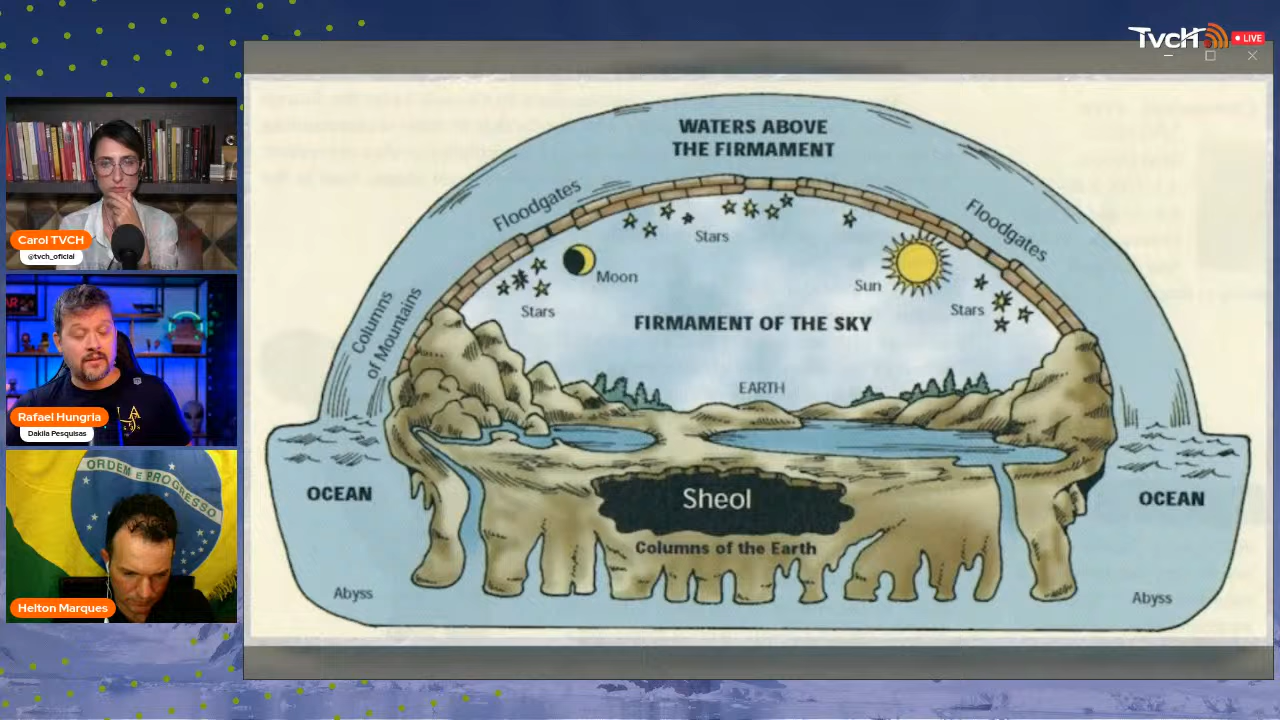 TvcH
LIVE
Carol TVCH
@tvch_oficial
Rafael Hungria
Dakila Pesquisas
ORDEM E PROGRESSO
Helton Marques
WATERS ABOVE
THE FIRMAMENT
Floodgates
Floodgates
Stars
Moon
Sun
Stars
Stars
Columns
of Mountains
FIRMAMENT OF THE SKY
EARTH
OCEAN
Sheol
OCEAN
Columns of the Earth
Abyss
Abyss